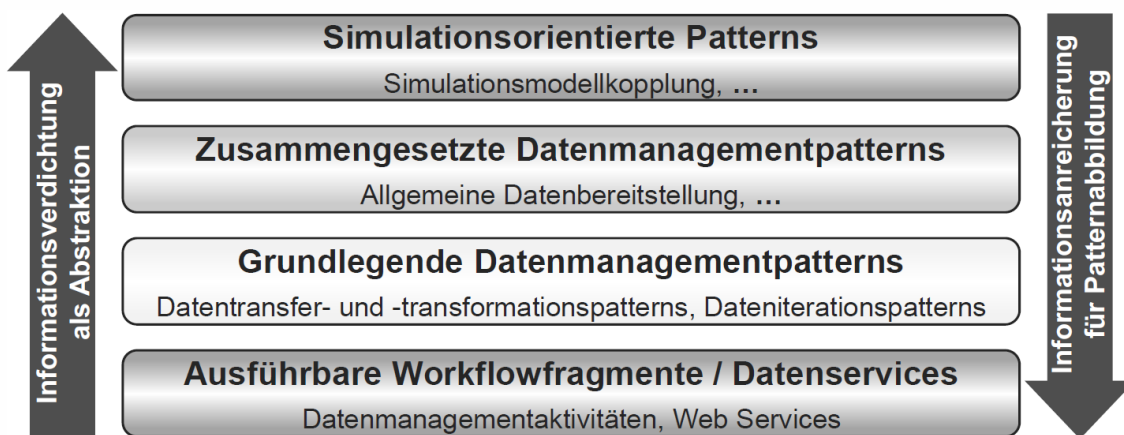 Informationsverdichtung
als Abstraktion
Simulationsorientierte Patterns
Simulationsmodellkopplung, ...
Zusammengesetzte Datenmanagementpatterns
Allgemeine Datenbereitstellung, ...
Grundlegende Datenmanagementpatterns
Datentransfer- und -transformationspatterns, Dateniterationspatterns
Ausführbare Workflowfragmente / Datenservices
Datenmanagementaktivitäten, Web Services
Informationsanreicherung
für Patternabbildung